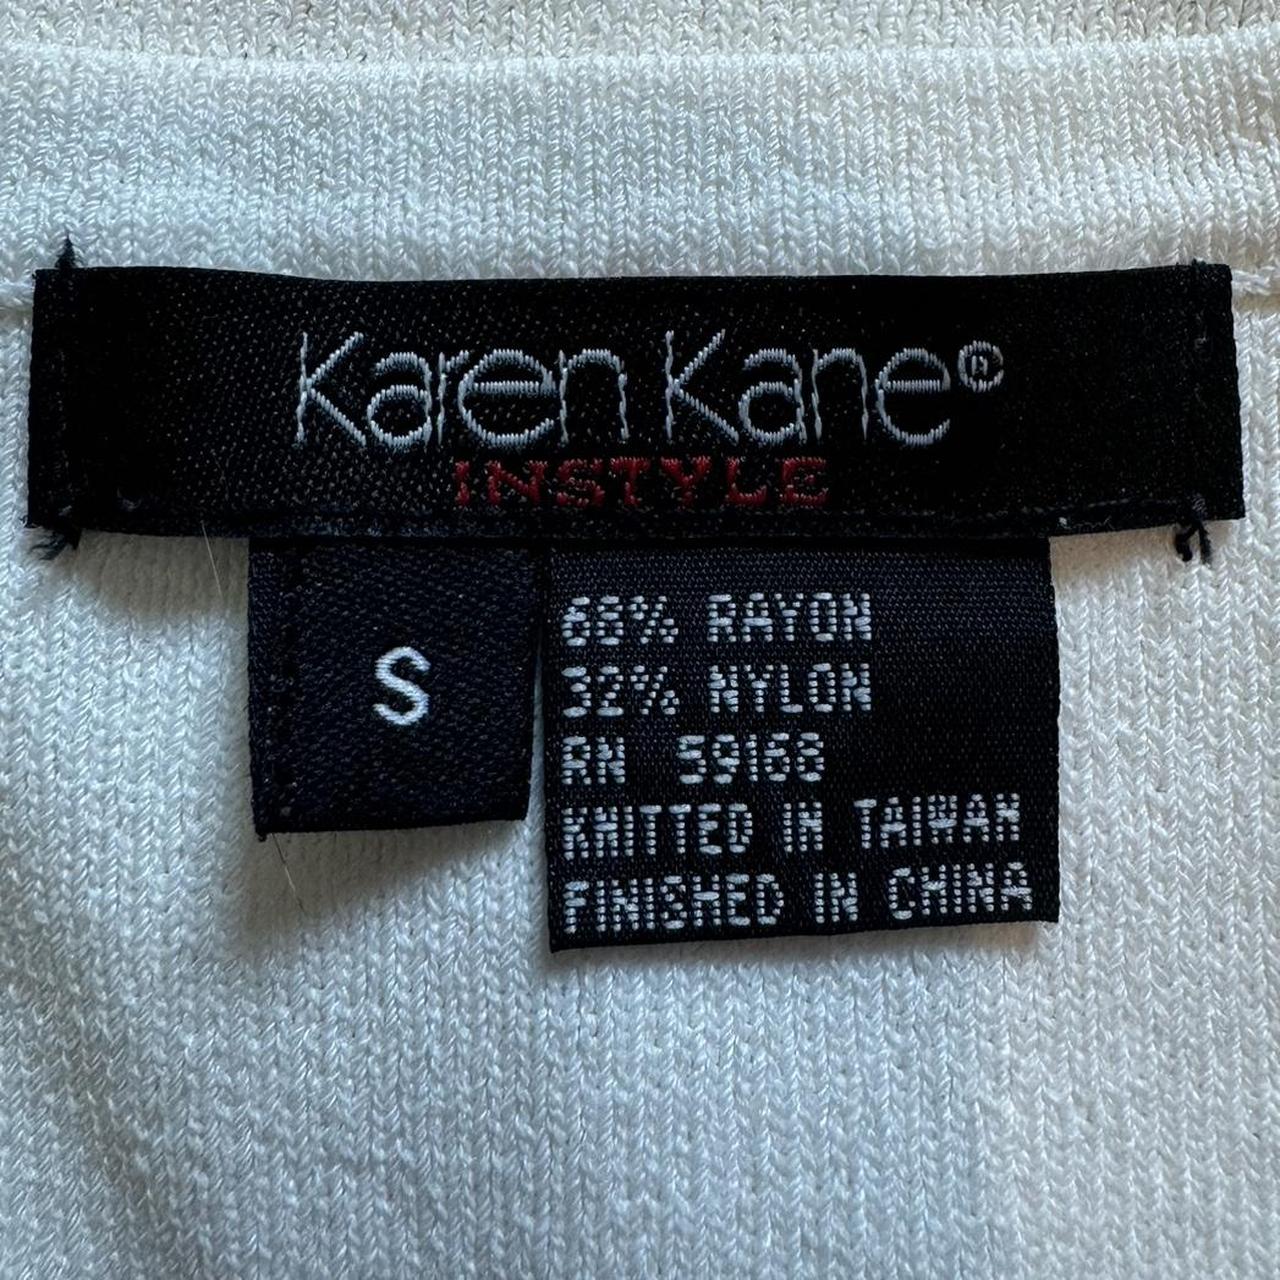 Karen Kane®
INSTYLE
S
68% RAYON
32% NYLON
RN 59168
KNITTED IN TAIWAN
FINISHED IN CHINA